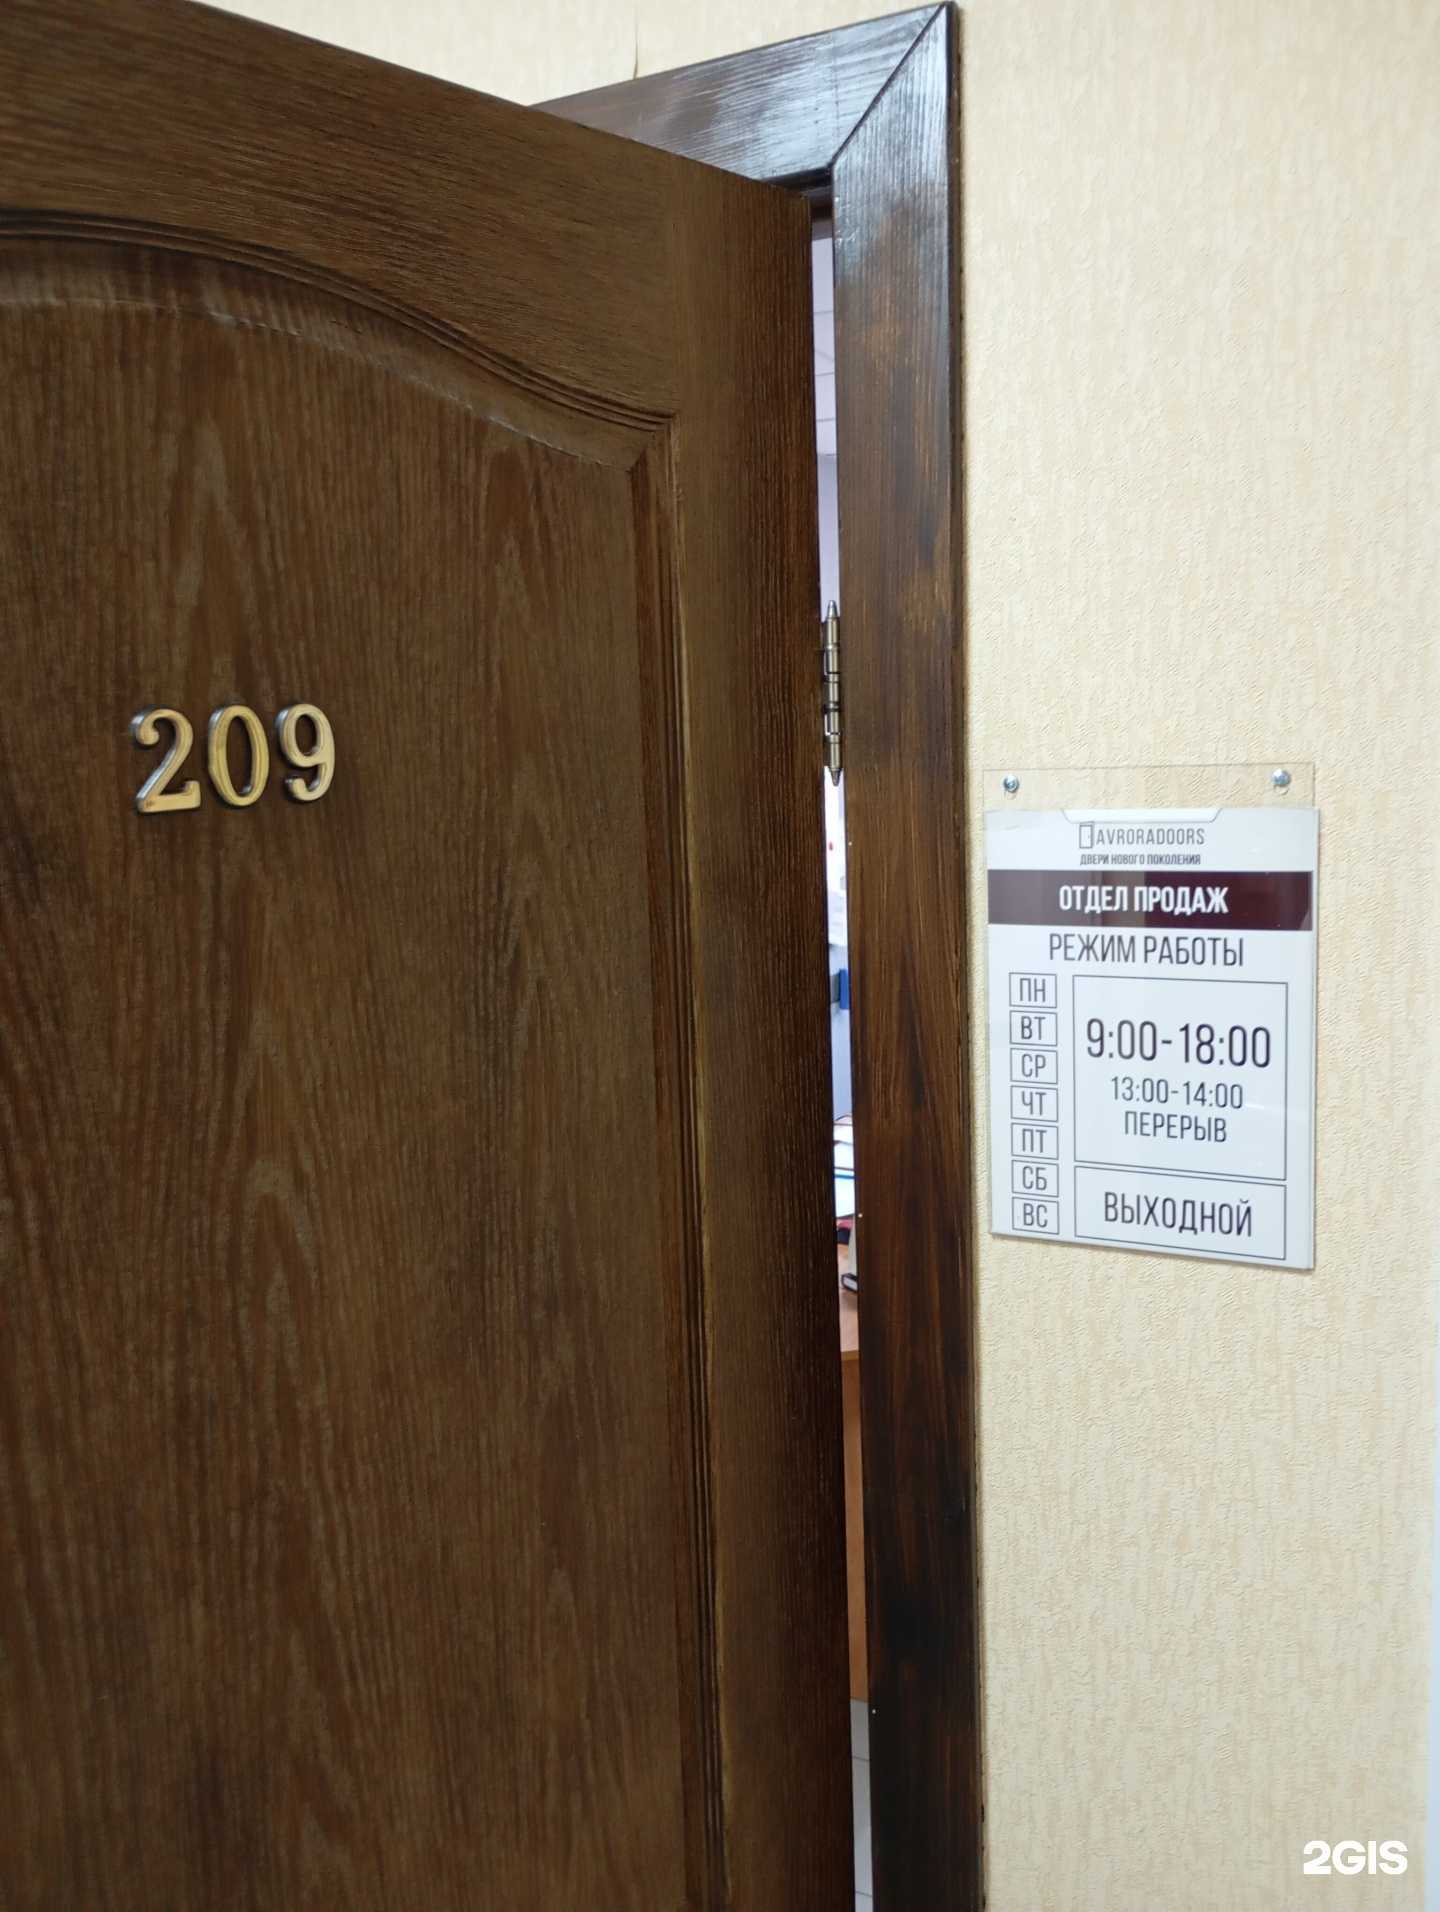 209
AVRORADOORS
ДВЕРИ НОВОГО ПОКОЛЕНИЯ
ОТДЕЛ ПРОДАЖ
РЕЖИМ РАБОТЫ
ПН
ВТ
СР
ЧТ
ПТ
СБ
ВС
9:00-18:00
13:00-14:00
ПЕРЕРЫВ
ВЫХОДНОЙ
2GIS